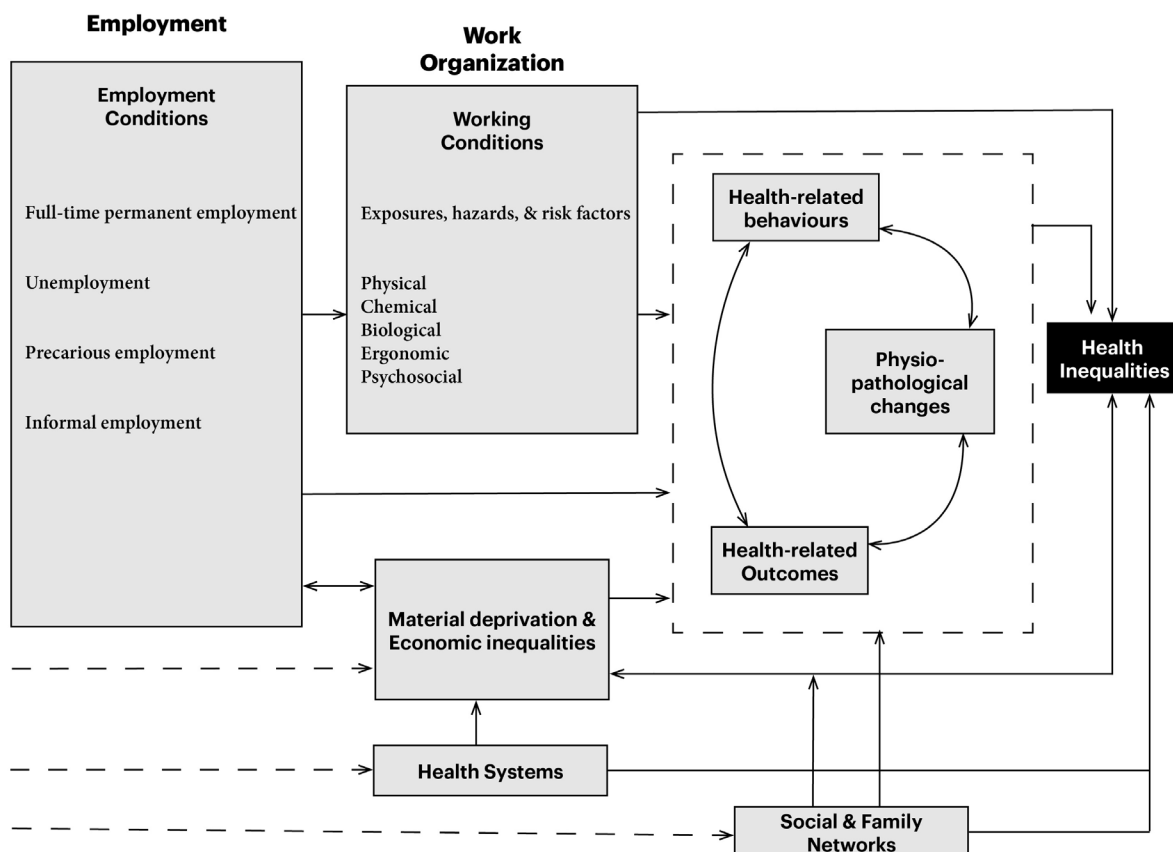 Employment
Work
Organization
Employment
Conditions
Full-time permanent employment
Unemployment
Precarious employment
Informal employment
Working
Conditions
Exposures, hazards, & risk factors
Physical
Chemical
Biological
Ergonomic
Psychosocial
Health-related
behaviours
Physio-
pathological
changes
Health-related
Outcomes
Health
Inequalities
Material deprivation &
Economic inequalities
Health Systems
Social & Family
Networks